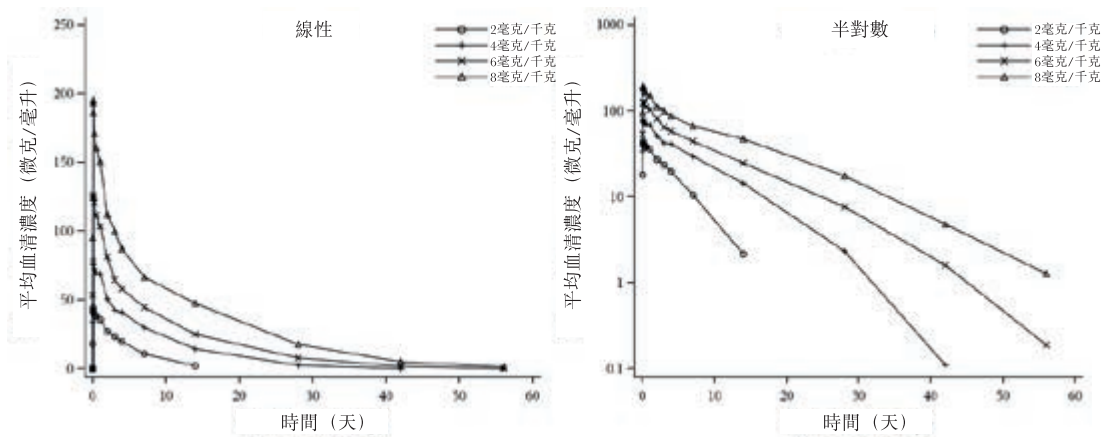 線性
2毫克/千克
4毫克/千克
6毫克/千克
8毫克/千克
平均血清濃度（微克/毫升）
250
200
150
100
50
0
0 10 20 30 40 50 60
時間（天）
半對數
2毫克/千克
4毫克/千克
6毫克/千克
8毫克/千克
平均血清濃度（微克/毫升）
1000
100
10
1
0.1
0 10 20 30 40 50 60
時間（天）